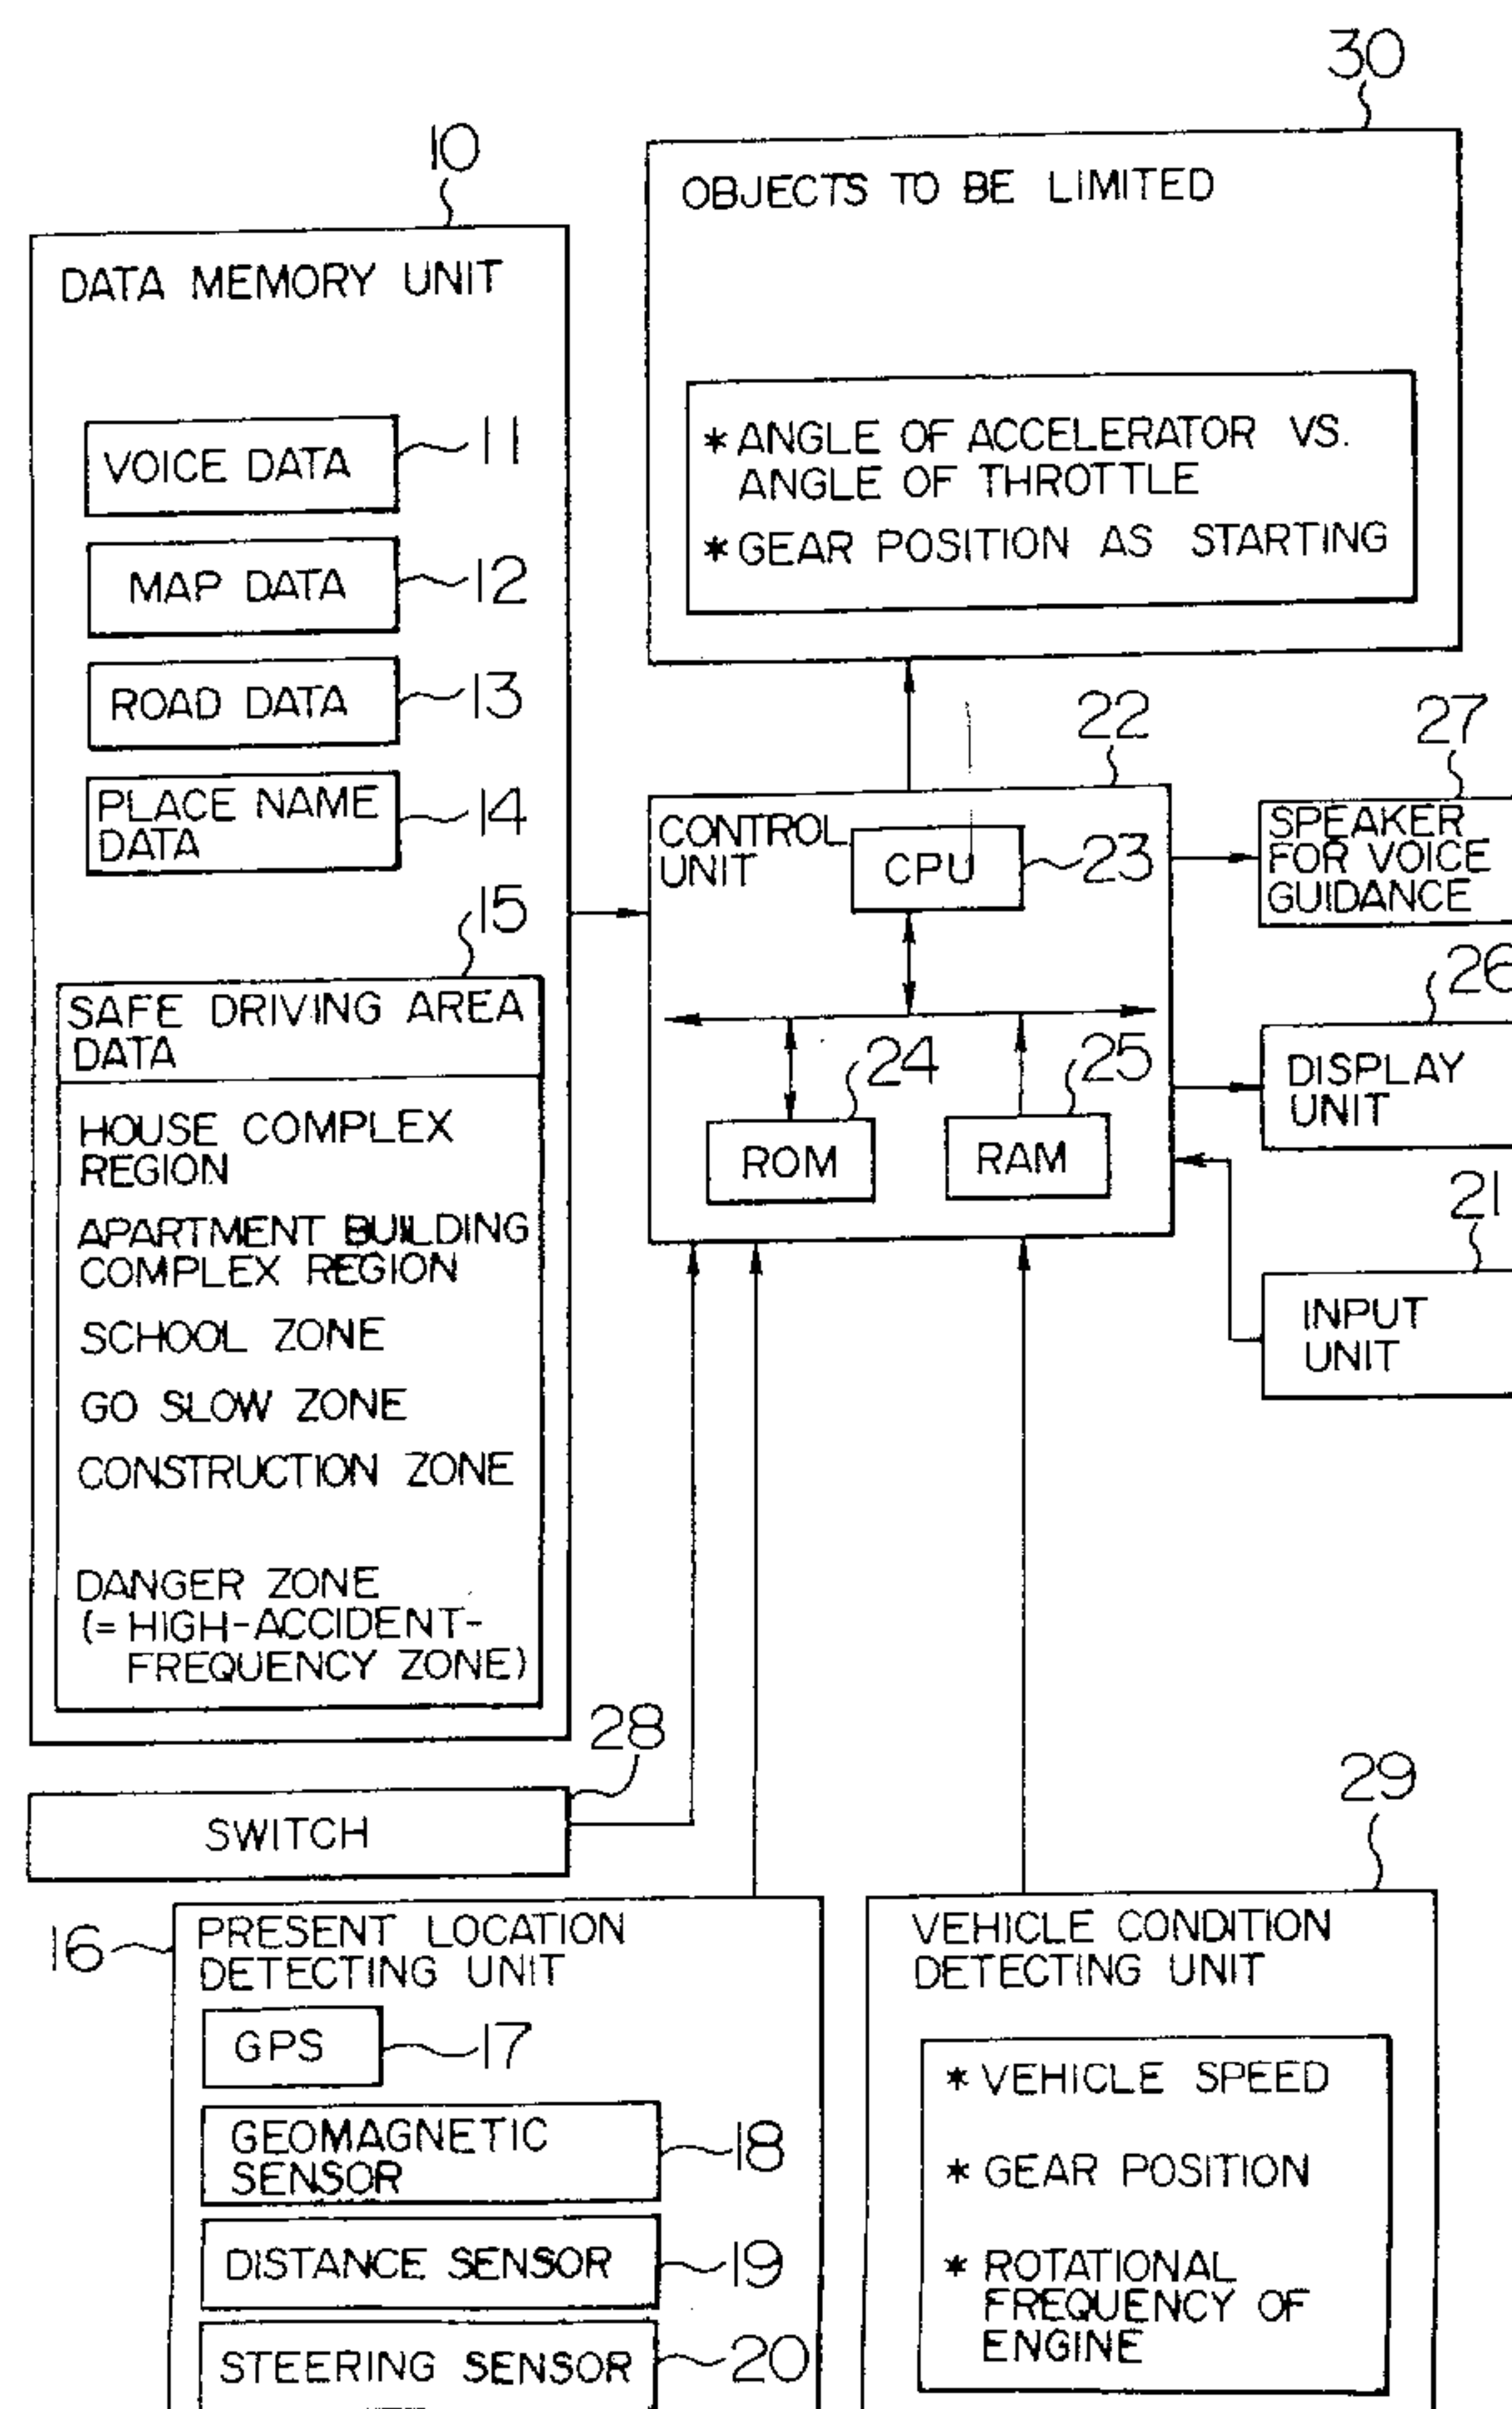 30
OBJECTS TO BE LIMITED
* ANGLE OF ACCELERATOR VS.
ANGLE OF THROTTLE
* GEAR POSITION AS STARTING
10
DATA MEMORY UNIT
VOICE DATA
11
MAP DATA
12
ROAD DATA
13
PLACE NAME
DATA
14
15
SAFE DRIVING AREA
DATA
HOUSE COMPLEX
REGION
APARTMENT BUILDING
COMPLEX REGION
SCHOOL ZONE
GO SLOW ZONE
CONSTRUCTION ZONE
DANGER ZONE
(= HIGH-ACCIDENT-
FREQUENCY ZONE)
22
CONTROL
UNIT
CPU
23
24
ROM
25
RAM
27
SPEAKER
FOR VOICE
GUIDANCE
26
DISPLAY
UNIT
21
INPUT
UNIT
28
SWITCH
16
PRESENT LOCATION
DETECTING UNIT
GPS
17
GEOMAGNETIC
SENSOR
18
DISTANCE SENSOR
19
STEERING SENSOR
20
29
VEHICLE CONDITION
DETECTING UNIT
* VEHICLE SPEED
* GEAR POSITION
* ROTATIONAL
FREQUENCY OF
ENGINE